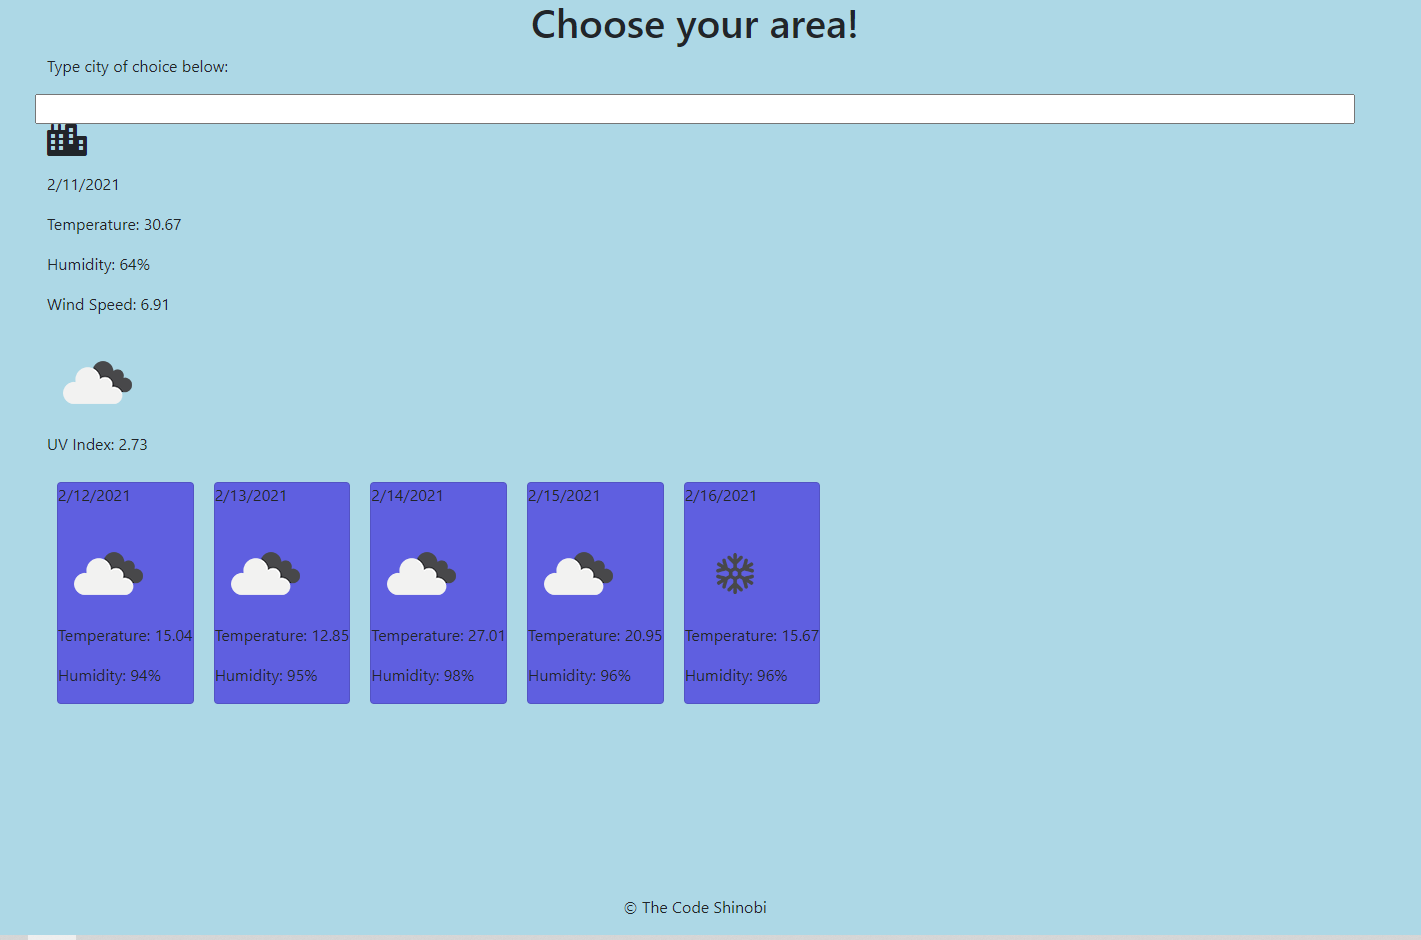 Choose your area!
Type city of choice below:
2/11/2021
Temperature: 30.67
Humidity: 64%
Wind Speed: 6.91
UV Index: 2.73
2/12/2021
Temperature: 15.04
Humidity: 94%
2/13/2021
Temperature: 12.85
Humidity: 95%
2/14/2021
Temperature: 27.01
Humidity: 98%
2/15/2021
Temperature: 20.95
Humidity: 96%
2/16/2021
Temperature: 15.67
Humidity: 96%
© The Code Shinobi